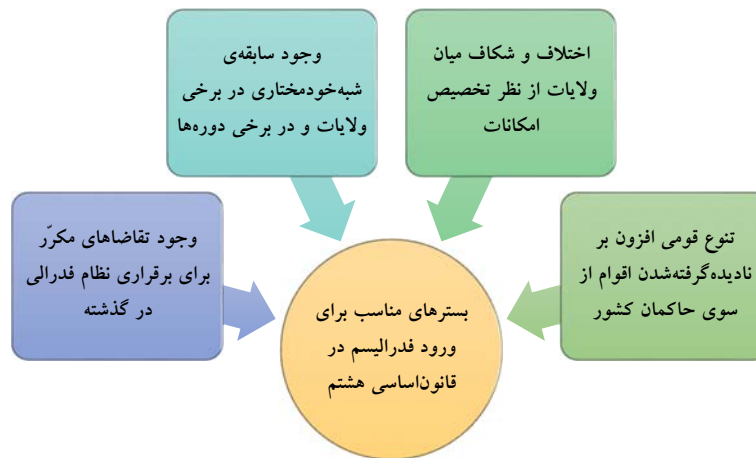 اختلاف و شکاف میان
ولایات از نظر تخصیص
امکانات
وجود سابقه‌ی
شبه‌خودمختاری در برخی
ولایات و در برخی دوره‌ها
تنوع قومی افزون بر
نادیده‌گرفته‌شدن اقوام از
سوی حاکمان کشور
وجود تقاضاهای مکرّر
برای برقراری نظام فدرالی
در گذشته
بسترهای مناسب برای
ورود فدرالیسم در
قانون‌اساسی هشتم